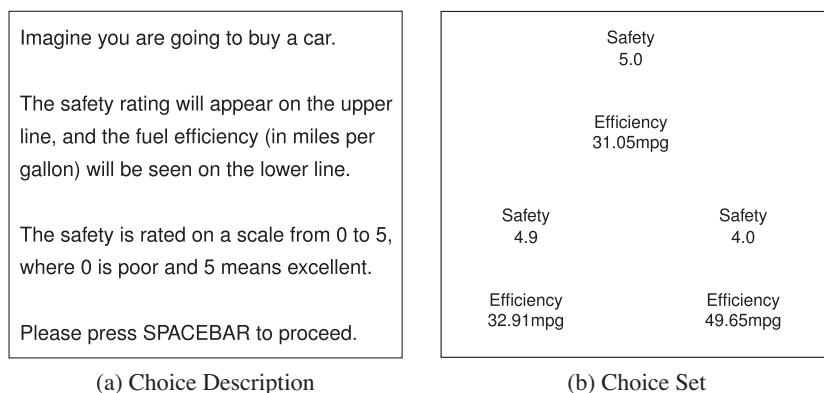 Imagine you are going to buy a car.
The safety rating will appear on the upper
line, and the fuel efficiency (in miles per
gallon) will be seen on the lower line.
The safety is rated on a scale from 0 to 5,
where 0 is poor and 5 means excellent.
Please press SPACEBAR to proceed.
(a) Choice Description
Safety
5.0
Efficiency
31.05mpg
Safety
4.9
Efficiency
32.91mpg
Safety
4.0
Efficiency
49.65mpg
(b) Choice Set